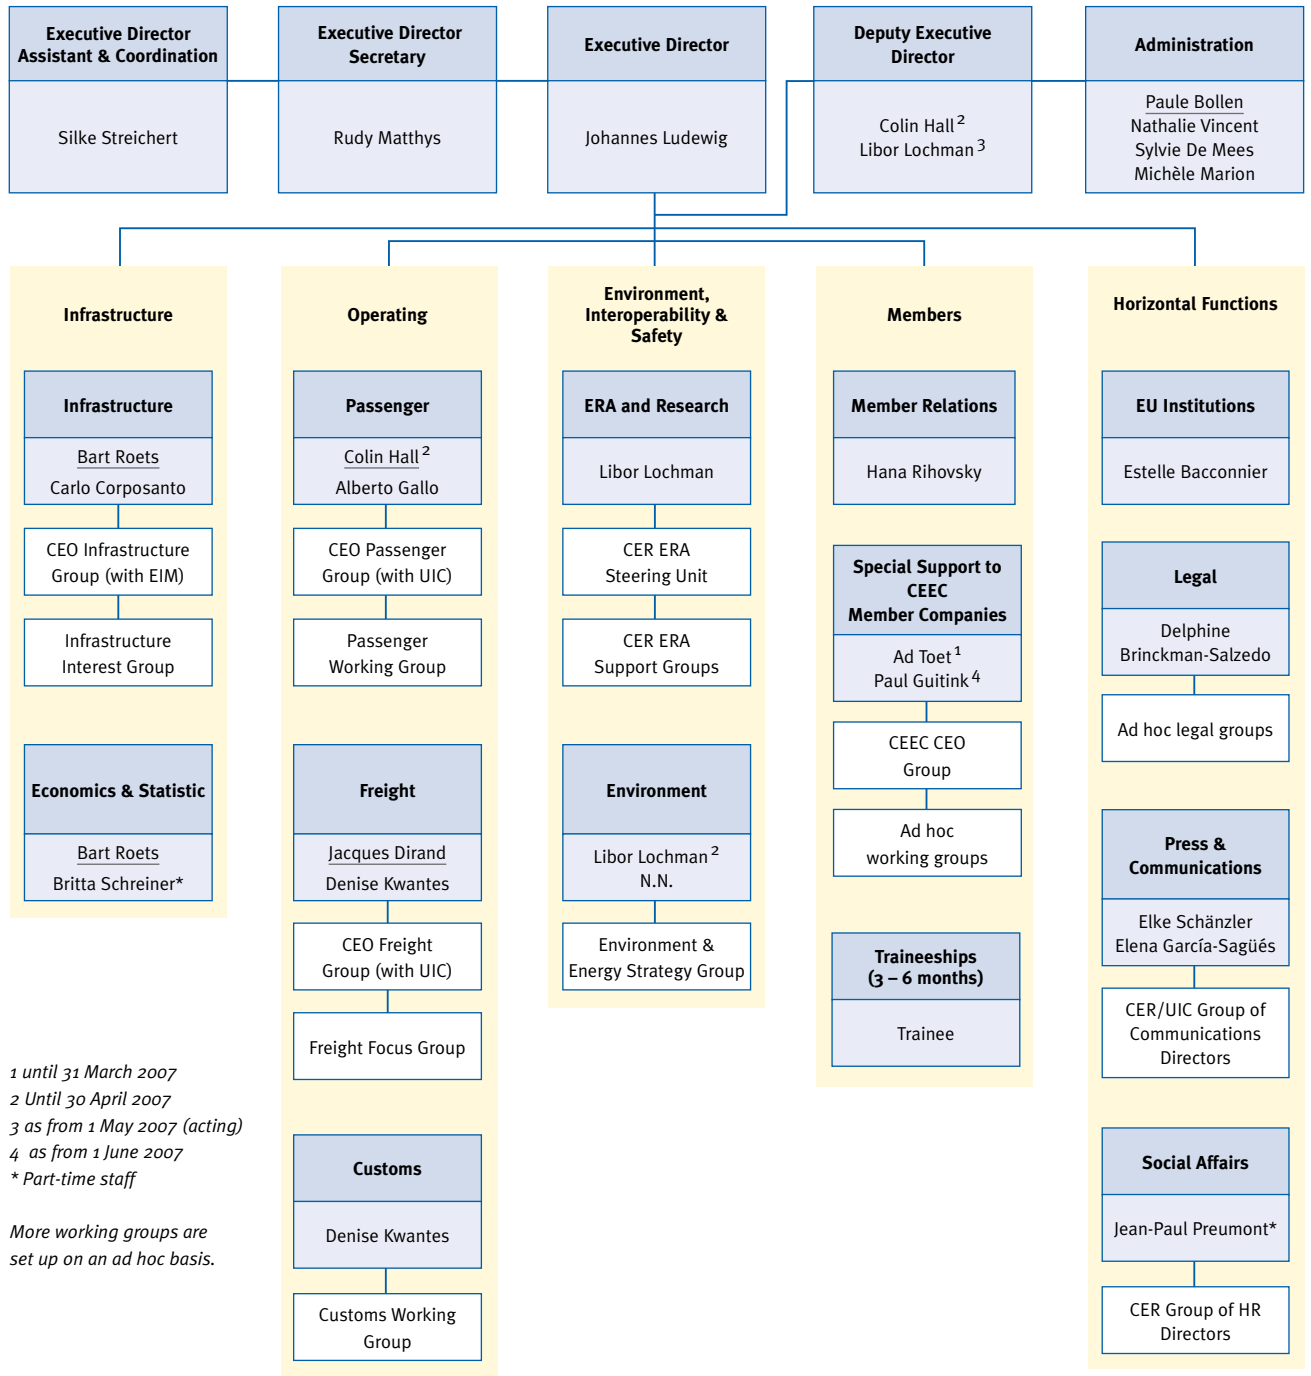 Executive Director
Assistant & Coordination
Silke Streichert
Executive Director
Secretary
Rudy Matthys
Executive Director
Johannes Ludewig
Deputy Executive
Director
Colin Hall 2
Libor Lochman 3
Administration
Paule Bollen
Nathalie Vincent
Sylvie De Mees
Michèle Marion
Infrastructure
Infrastructure
Bart Roets
Carlo Corposanto
CEO Infrastructure
Group (with EIM)
Infrastructure
Interest Group
Economics & Statistic
Bart Roets
Britta Schreiner*
Operating
Passenger
Colin Hall 2
Alberto Gallo
CEO Passenger
Group (with UIC)
Passenger
Working Group
Freight
Jacques Dirand
Denise Kwantes
CEO Freight
Group (with UIC)
Freight Focus Group
Customs
Denise Kwantes
Customs Working
Group
Environment,
Interoperability &
Safety
ERA and Research
Libor Lochman
CER ERA
Steering Unit
CER ERA
Support Groups
Environment
Libor Lochman 2
N.N.
Environment &
Energy Strategy Group
Members
Member Relations
Hana Rihovsky
Special Support to
CEEC
Member Companies
Ad Toet 1
Paul Guitink 4
CEEC CEO
Group
Ad hoc
working groups
Traineeships
(3 – 6 months)
Trainee
Horizontal Functions
EU Institutions
Estelle Bacconnier
Legal
Delphine
Brinckman-Salzedo
Ad hoc legal groups
Press &
Communications
Elke Schänzler
Elena García-Sagüés
CER/UIC Group of
Communications
Directors
Social Affairs
Jean-Paul Preumont*
CER Group of HR
Directors
1 until 31 March 2007
2 Until 30 April 2007
3 as from 1 May 2007 (acting)
4 as from 1 June 2007
* Part-time staff
More working groups are
set up on an ad hoc basis.